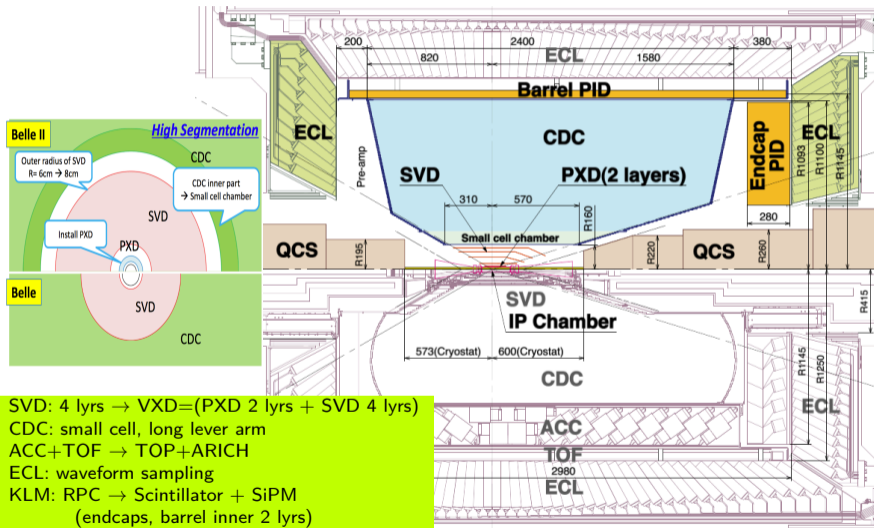 Belle II
High Segmentation
CDC
Outer radius of SVD
R= 6cm → 8cm
CDC inner part
→ Small cell chamber
SVD
Install PXD
PXD
Belle
SVD
CDC
SVD: 4 lyrs → VXD=(PXD 2 lyrs + SVD 4 lyrs)
CDC: small cell, long lever arm
ACC+TOF → TOP+ARICH
ECL: waveform sampling
KLM: RPC → Scintillator + SiPM
(endcaps, barrel inner 2 lyrs)
200
2400
380
820
ECL
1580
Barrel PID
ECL
CDC
Endcap
PID
ECL
Pre-amp
R1093
R1100
R1145
SVD
PXD(2 layers)
310
570
280
R160
Small cell chamber
QCS
R195
R220
QCS
R260
SVD
IP Chamber
R415
573(Cryostat)
600(Cryostat)
R1145
R1250
CDC
ECL
ACC
TOF
2980
ECL